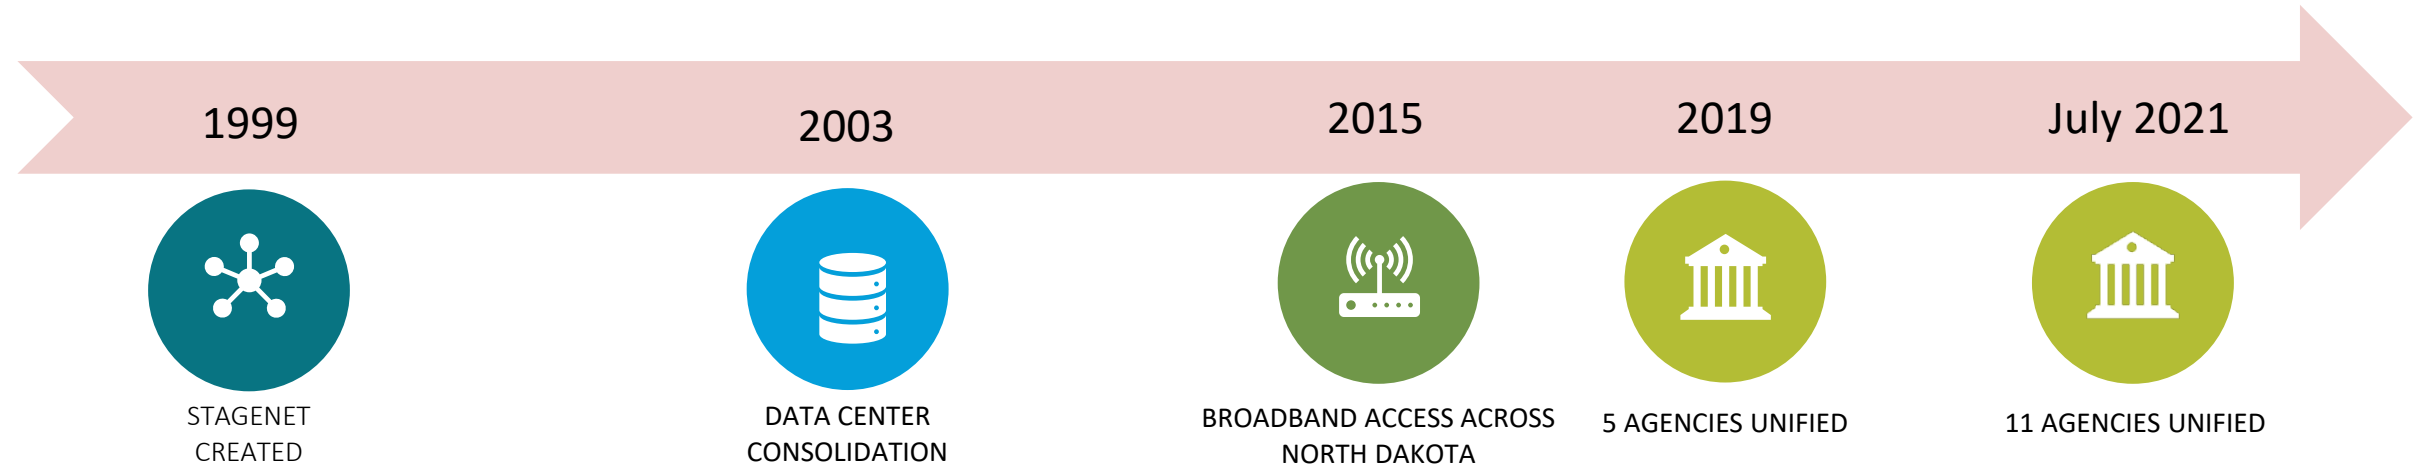 1999
2003
2015
2019
July 2021
STAGENET
CREATED
DATA CENTER
CONSOLIDATION
BROADBAND ACCESS ACROSS
NORTH DAKOTA
5 AGENCIES UNIFIED
11 AGENCIES UNIFIED